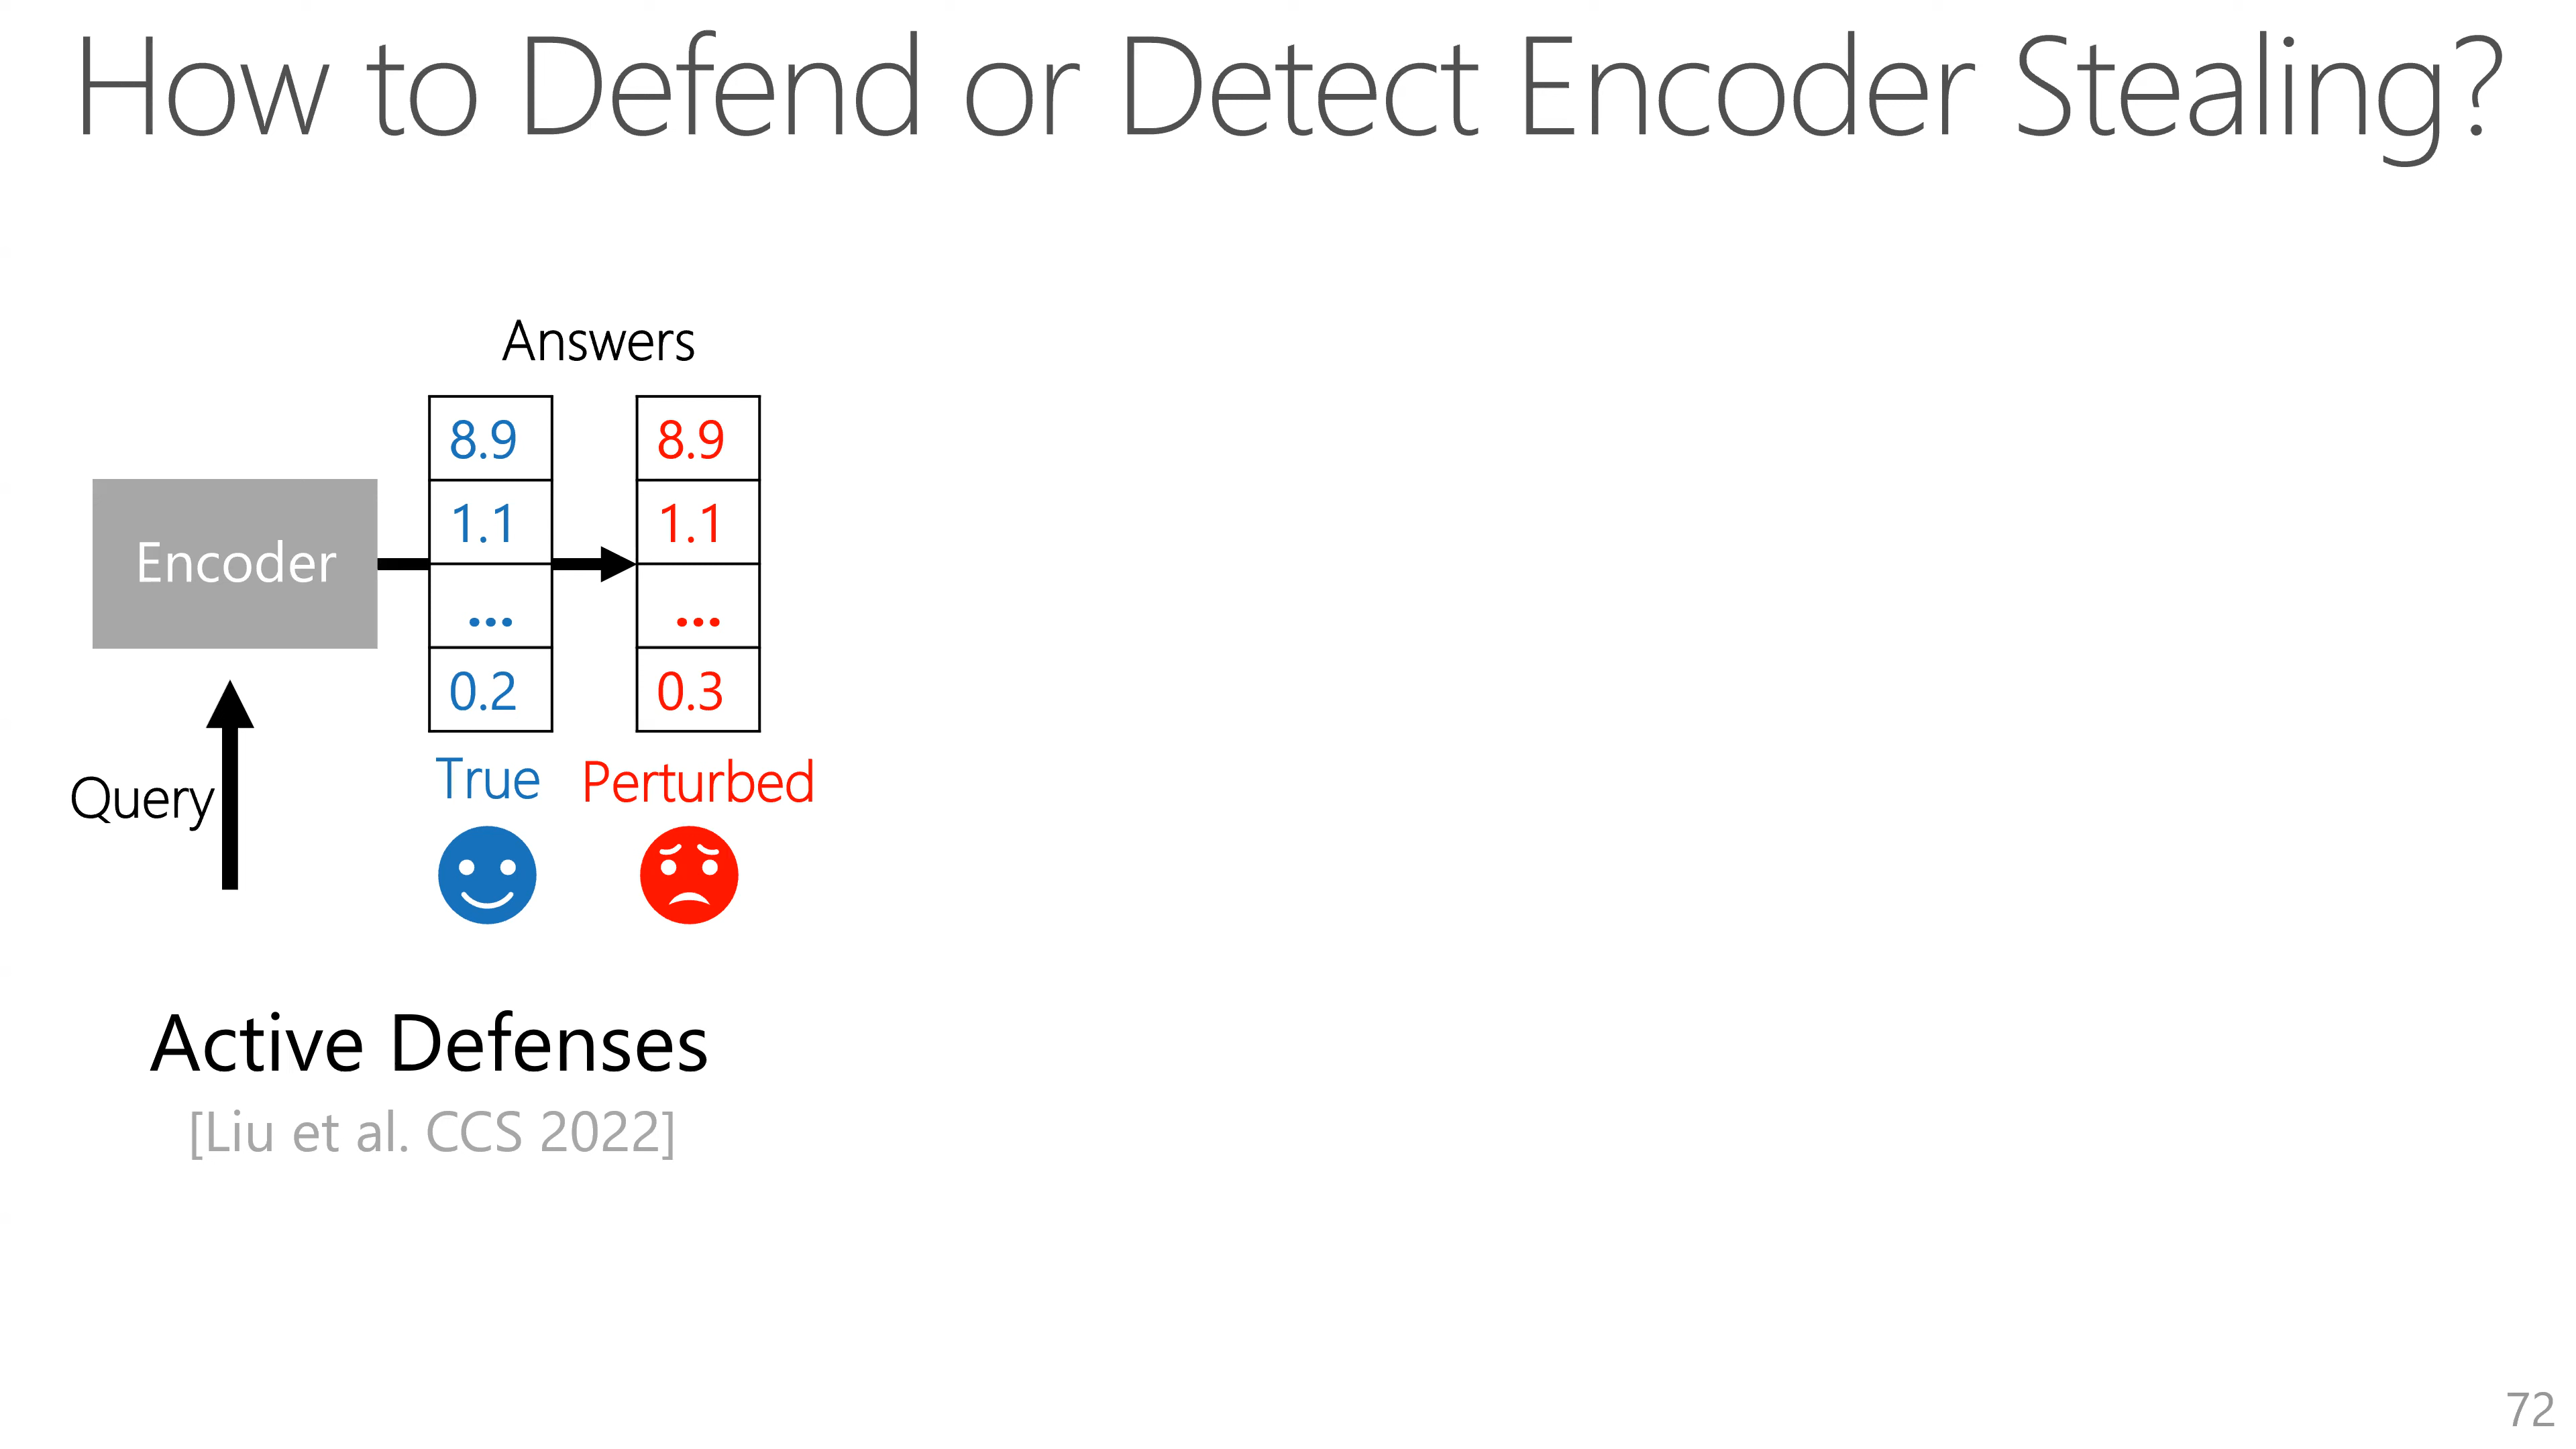 How to Defend or Detect Encoder Stealing?
Answers
8.9 8.9
1.1 1.1
Encoder
... ...
0.2 0.3
True Perturbed
Query
Active Defenses
[Liu et al. CCS 2022]
72